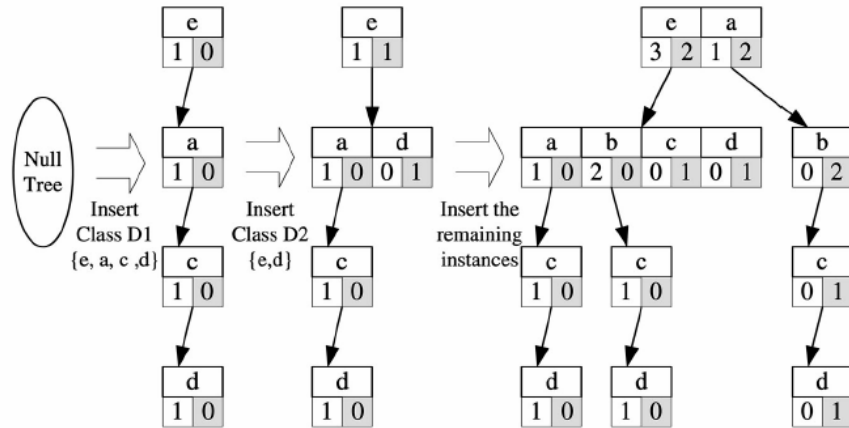 e e e a
1 0 1 1 3 2 1 2
Null
Tree
a a d a b c d b
1 0 1 0 0 1 1 0 2 0 0 1 0 1 0 2
Insert
Class D1
{e, a, c ,d}
Insert
Class D2
{e,d}
Insert the
remaining
instances
c c c c c
1 0 1 0 1 0 1 0 0 1
d d d d d
1 0 1 0 1 0 1 0 0 1